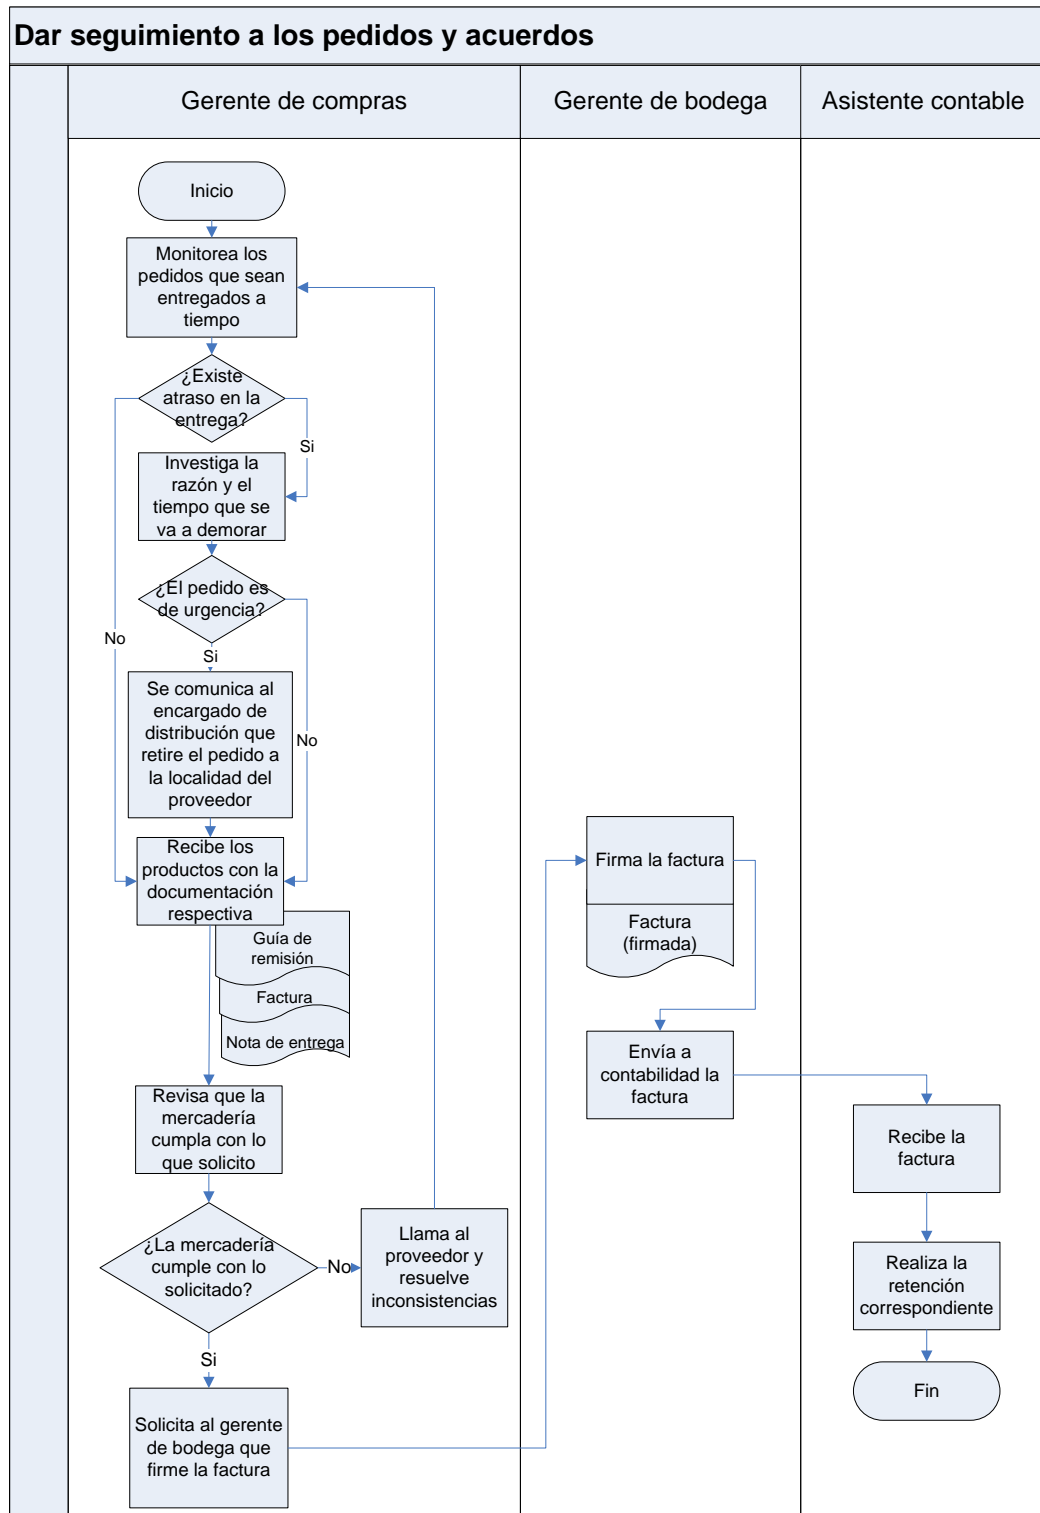 Dar seguimiento a los pedidos y acuerdos
Gerente de compras
Gerente de bodega
Asistente contable
Inicio
Monitorea los
pedidos que sean
entregados a
tiempo
¿Existe
atraso en la
entrega?
Si
Investiga la
razón y el
tiempo que se
va a demorar
¿El pedido es
de urgencia?
No
Si
Se comunica al
encargado de
distribución que
retire el pedido a
la localidad del
proveedor
No
Recibe los
productos con la
documentación
respectiva
Guía de
remisión
Factura
Nota de entrega
Revisa que la
mercadería
cumpla con lo
que solicito
¿La mercadería
cumple con lo
solicitado?
No
Llama al
proveedor y
resuelve
inconsistencias
Si
Solicita al gerente
de bodega que
firme la factura
Firma la factura
Factura
(firmada)
Envía a
contabilidad la
factura
Recibe la
factura
Realiza la
retención
correspondiente
Fin